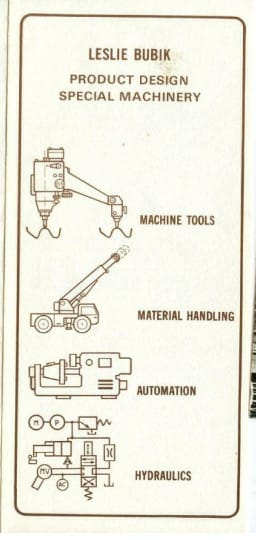 LESLIE BUBIK
PRODUCT DESIGN
SPECIAL MACHINERY
MACHINE TOOLS
MATERIAL HANDLING
AUTOMATION
M P
MV
AC
HYDRAULICS